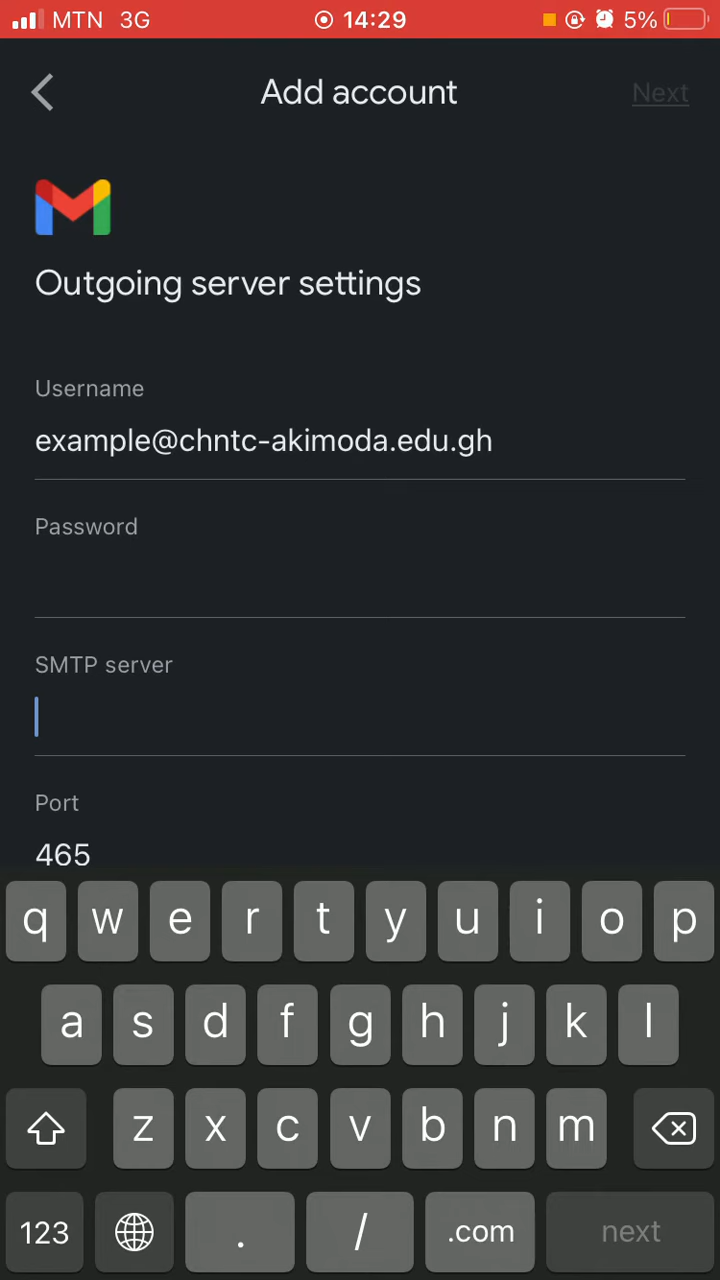 MTN 3G 14:29 5%
Add account Next
Outgoing server settings
Username
example@chntc-akimoda.edu.gh
Password
SMTP server
Port
465
q w e r t y u i o p
a s d f g h j k l
z x c v b n m
123 . / .com next